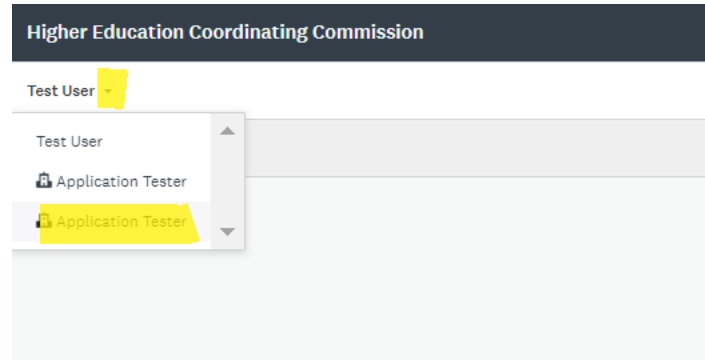 Higher Education Coordinating Commission
Test User
Test User
Application Tester
Application Tester